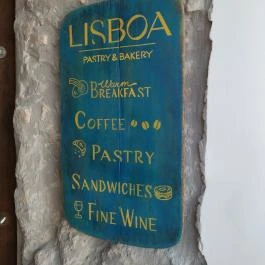 LISBOA
PASTRY & BAKERY
Warm
BREAKFAST
COFFEE
PASTRY
SANDWICHES
FINE WINE